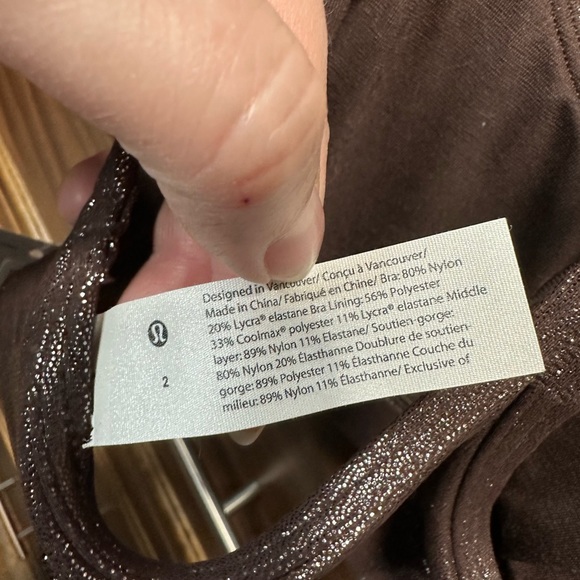 Designed in Vancouver/ Conçu à Vancouver/
Made in China/ Fabriqué en Chine/ Bra: 80% Nylon
20% Lycra® elastane Bra Lining: 56% Polyester
33% Coolmax® polyester 11% Lycra® elastane Middle
layer: 89% Nylon 11% Elastane/ Soutien-gorge:
80% Nylon 20% Élasthanne Doublure de soutien-
gorge: 89% Polyester 11% Élasthanne Couche du
milieu: 89% Nylon 11% Élasthanne/ Exclusive of
2